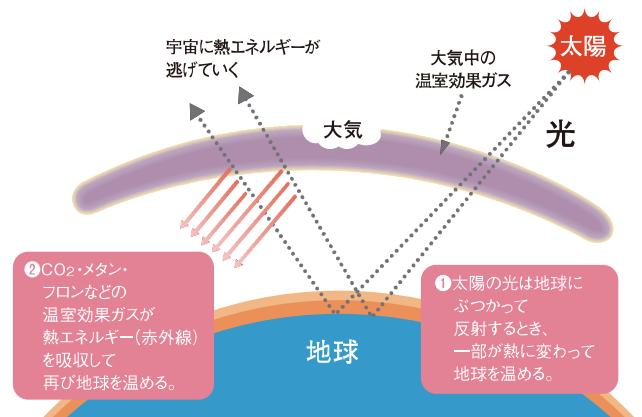 宇宙に熱エネルギーが
逃げていく
大気中の
温室効果ガス
太陽
光
大気
❷CO2・メタン・
フロンなどの
温室効果ガスが
熱エネルギー(赤外線)
を吸収して
再び地球を温める。
❶太陽の光は地球に
ぶつかって
反射するとき、
一部が熱に変わって
地球を温める。
地球